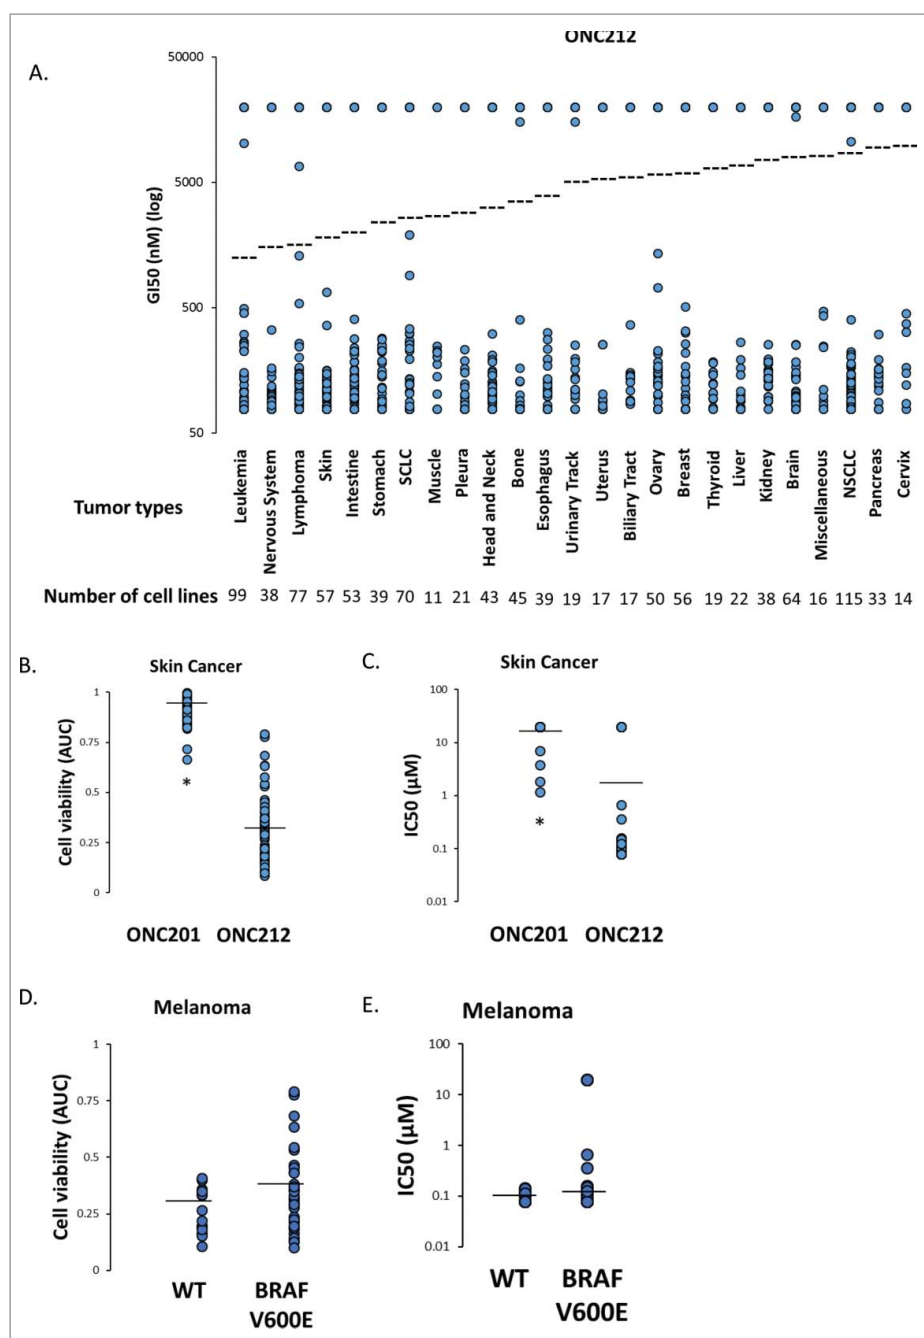 ONC212
A.
50000
5000
500
50
GI50 (nM) (log)
Tumor types
Leukemia
Nervous System
Lymphoma
Skin
Intestine
Stomach
SCLC
Muscle
Pleura
Head and Neck
Bone
Esophagus
Urinary Track
Uterus
Biliary Tract
Ovary
Breast
Thyroid
Liver
Kidney
Brain
Miscellaneous
NSCLC
Pancreas
Cervix
Number of cell lines 99 38 77 57 53 39 70 11 21 43 45 39 19 17 17 50 56 19 22 38 64 16 115 33 14
B.
Skin Cancer
Cell viability (AUC)
1
0.75
0.5
0.25
0
*
ONC201 ONC212
C.
Skin Cancer
IC50 (µM)
100
10
1
0.1
0.01
*
ONC201 ONC212
D.
Melanoma
Cell viability (AUC)
1
0.75
0.5
0.25
0
WT BRAF
V600E
E.
Melanoma
IC50 (µM)
100
10
1
0.1
0.01
WT BRAF
V600E